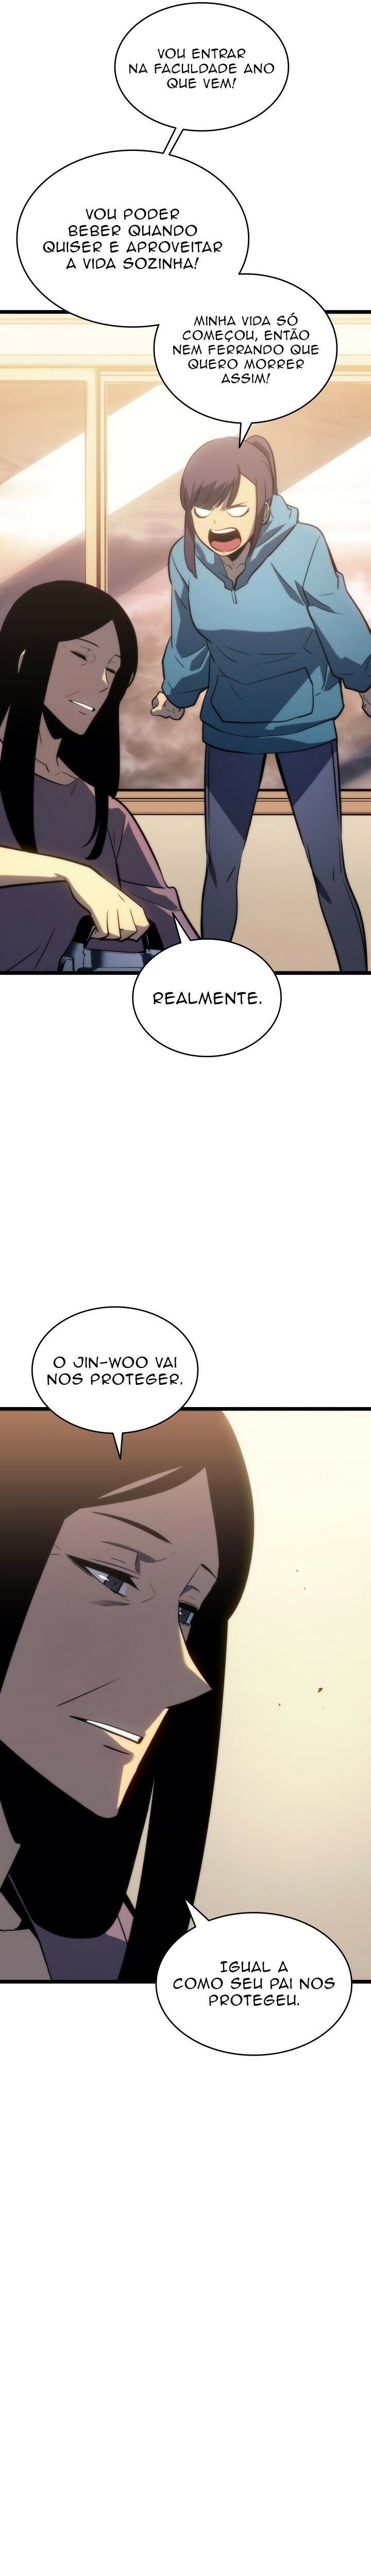 VOU ENTRAR
NA FACULDADE ANO
QUE VEM!
VOU PODER
BEBER QUANDO
QUISER E APROVEITAR
A VIDA SOZINHA!
MINHA VIDA SÓ
COMEÇOU, ENTÃO
NEM FERRANDO QUE
QUERO MORRER
ASSIM!
REALMENTE.
O JIN-WOO VAI
NOS PROTEGER.
IGUAL A
COMO SEU PAI NOS
PROTEGEU.